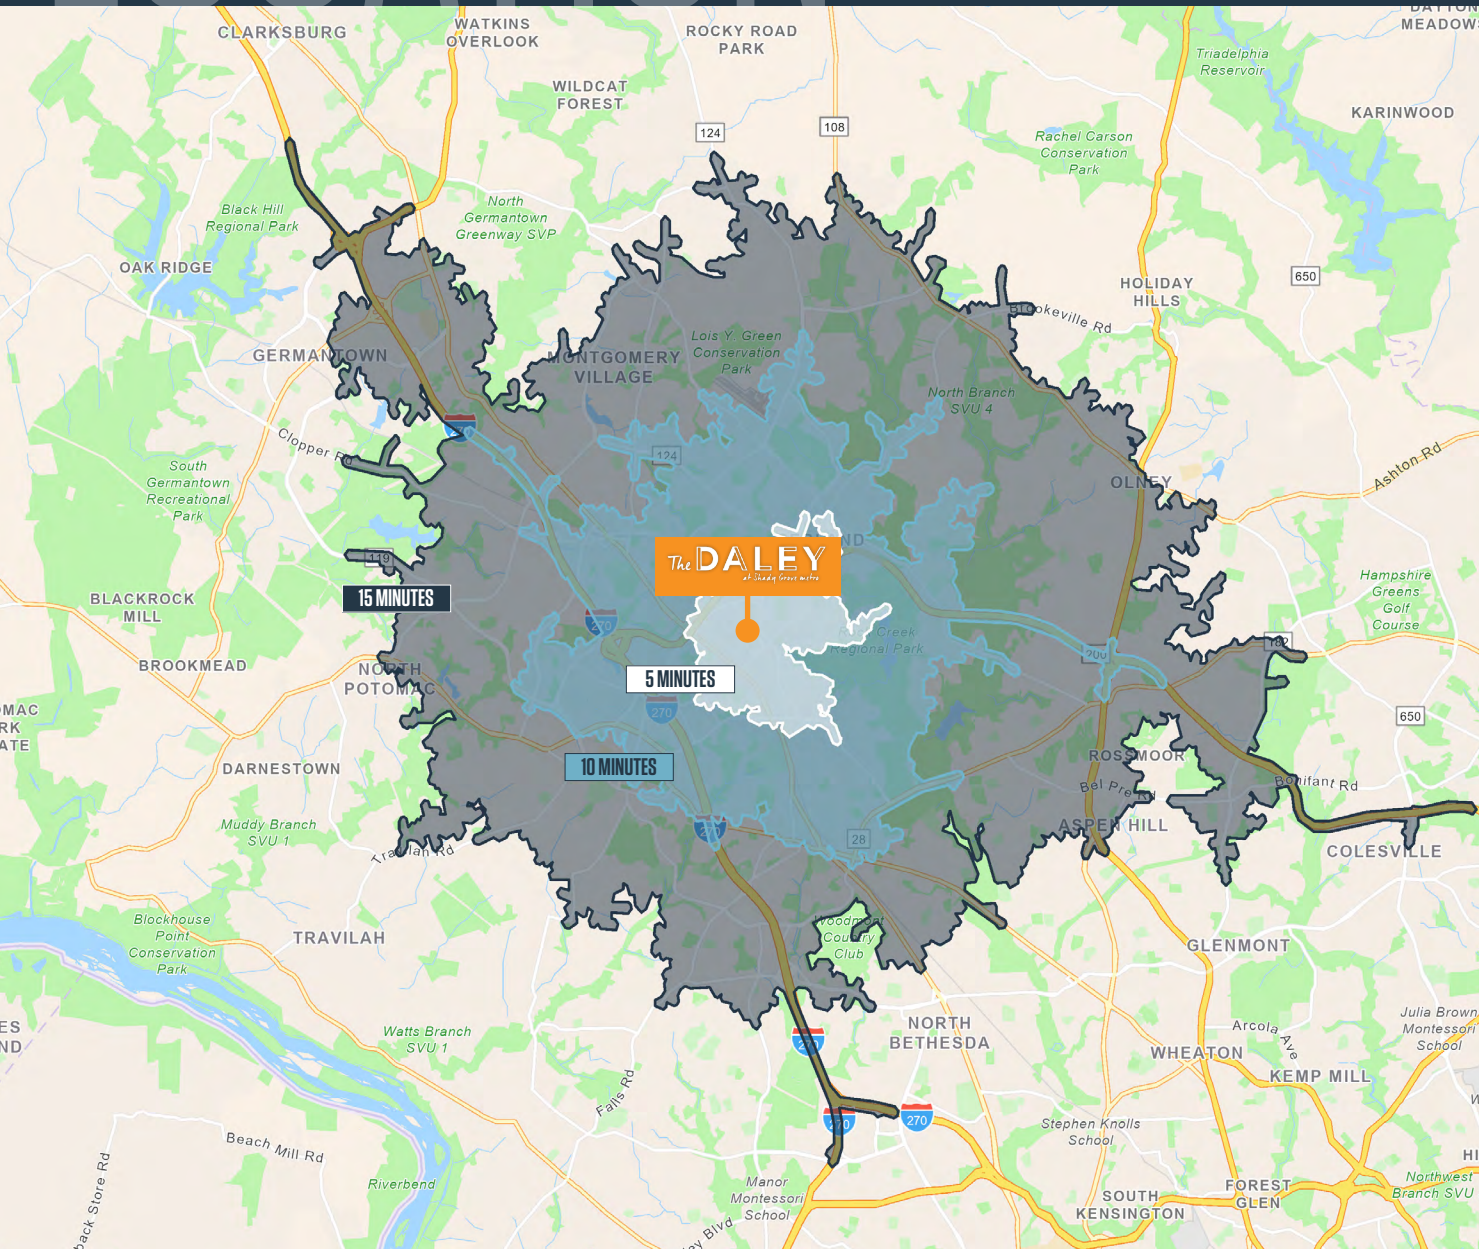 CLARKSBURG
WATKINS
OVERLOOK
ROCKY ROAD
PARK
DAYTON
MEADOWS
Triadelphia
Reservoir
WILDCAT
FOREST
KARINWOOD
124
108
Rachel Carson
Conservation
Park
Black Hill
Regional Park
North
Germantown
Greenway SVP
OAK RIDGE
650
HOLIDAY
HILLS
Brookeville Rd
GERMANTOWN
MONTGOMERY
VILLAGE
Lois Y. Green
Conservation
Park
North Branch
SVU 4
270
Clopper Rd
124
Ashton Rd
South
Germantown
Recreational
Park
OLNEY
The DALEY
at Shady Grove metro
119
15 MINUTES
BLACKROCK
MILL
Hampshire
Greens
Golf
Course
270
Creek
Regional Park
182
200
BROOKMEAD
NORTH
POTOMAC
5 MINUTES
270
650
DARNESTOWN
10 MINUTES
ROSSMOOR
Bel Pre Rd
Bonifant Rd
Muddy Branch
SVU 1
270
28
ASPEN HILL
Travilah Rd
COLESVILLE
Blockhouse
Point
Conservation
Park
TRAVILAH
Woodmont
Country
Club
GLENMONT
Watts Branch
SVU 1
270
NORTH
BETHESDA
Arcola Ave
Julia Brown
Montessori
School
WHEATON
KEMP MILL
Falls Rd
270
270
Stephen Knolls
School
Beach Mill Rd
Riverbend
Manor
Montessori
School
SOUTH
KENSINGTON
FOREST
GLEN
Northwest
Branch SVU